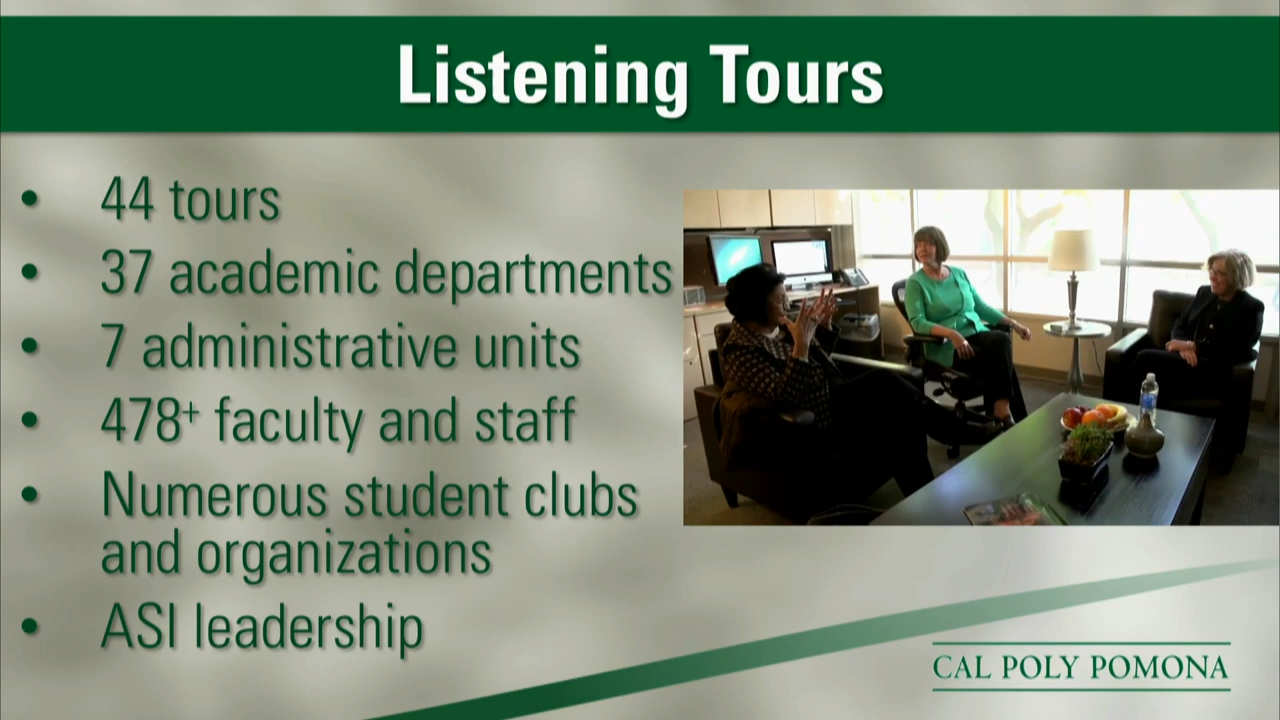 Listening Tours
• 44 tours
• 37 academic departments
• 7 administrative units
• 478+ faculty and staff
• Numerous student clubs
and organizations
• ASI leadership
CAL POLY POMONA